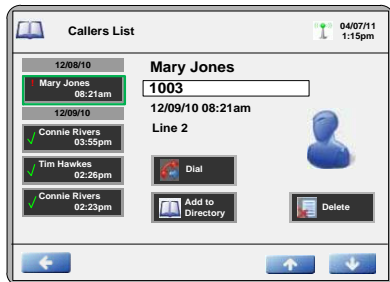 Callers List
04/07/11
1:15pm
12/08/10
! Mary Jones
08:21am
12/09/10
Connie Rivers
03:55pm
Tim Hawkes
02:26pm
Connie Rivers
02:23pm
Mary Jones
1003
12/09/10 08:21am
Line 2
Dial
Add to
Directory
Delete